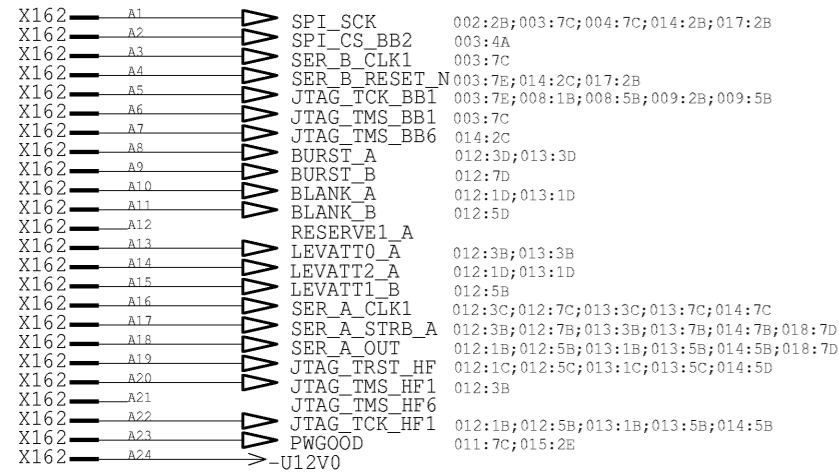 X162 A1 SPI_SCK 002:2B;003:7C;004:7C;014:2B;017:2B
X162 A2 SPI_CS_BB2 003:4A
X162 A3 SER_B_CLK1 003:7C
X162 A4 SER_B_RESET_N 003:7E;014:2C;017:2B
X162 A5 JTAG_TCK_BB1 003:7E;008:1B;008:5B;009:2B;009:5B
X162 A6 JTAG_TMS_BB1 003:7C
X162 A7 JTAG_TMS_BB6 014:2C
X162 A8 BURST_A 012:3D;013:3D
X162 A9 BURST_B 012:7D
X162 A10 BLANK_A 012:1D;013:1D
X162 A11 BLANK_B 012:5D
X162 A12 RESERVE1_A
X162 A13 LEVATT0_A 012:3B;013:3B
X162 A14 LEVATT2_A 012:1D;013:1D
X162 A15 LEVATT1_B 012:5B
X162 A16 SER_A_CLK1 012:3C;012:7C;013:3C;013:7C;014:7C
X162 A17 SER_A_STRB_A 012:3B;012:7B;013:3B;013:7B;014:7B;018:7D
X162 A18 SER_A_OUT 012:1B;012:5B;013:1B;013:5B;014:5B;018:7D
X162 A19 JTAG_TRST_HF 012:1C;012:5C;013:1C;013:5C;014:5D
X162 A20 JTAG_TMS_HF1 012:3B
X162 A21 JTAG_TMS_HF6
X162 A22 JTAG_TCK_HF1 012:1B;012:5B;013:1B;013:5B;014:5B
X162 A23 PWGOOD 011:7C;015:2E
X162 A24 -U12V0